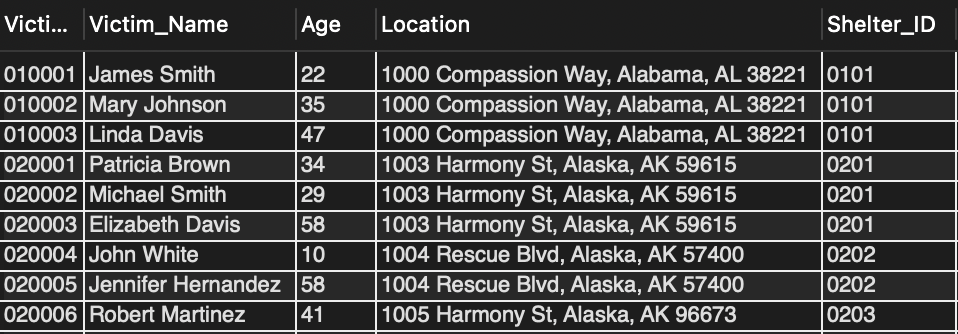 Victi... Victim_Name Age Location Shelter_ID
010001 James Smith 22 1000 Compassion Way, Alabama, AL 38221 0101
010002 Mary Johnson 35 1000 Compassion Way, Alabama, AL 38221 0101
010003 Linda Davis 47 1000 Compassion Way, Alabama, AL 38221 0101
020001 Patricia Brown 34 1003 Harmony St, Alaska, AK 59615 0201
020002 Michael Smith 29 1003 Harmony St, Alaska, AK 59615 0201
020003 Elizabeth Davis 58 1003 Harmony St, Alaska, AK 59615 0201
020004 John White 10 1004 Rescue Blvd, Alaska, AK 57400 0202
020005 Jennifer Hernandez 58 1004 Rescue Blvd, Alaska, AK 57400 0202
020006 Robert Martinez 41 1005 Harmony St, Alaska, AK 96673 0203